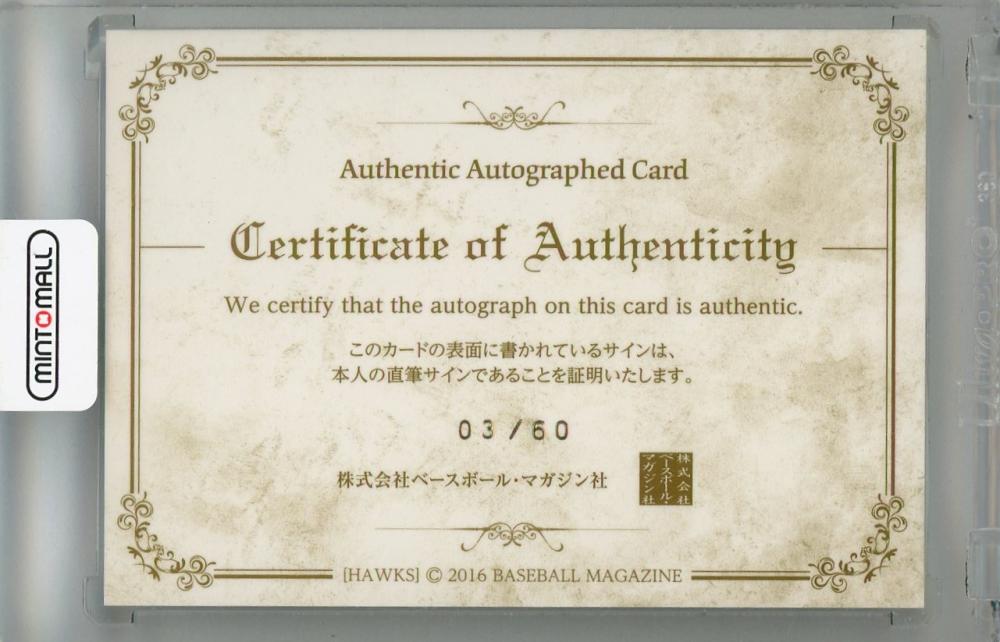 Authentic Autographed Card
Certificate of Authenticity
We certify that the autograph on this card is authentic.
このカードの表面に書かれているサインは、
本人の直筆サインであることを証明いたします。
03/60
株式会社ベースボール・マガジン社
株式会社
ベースボール・
マガジン社
[HAWKS] © 2016 BASEBALL MAGAZINE
MINTOMALL